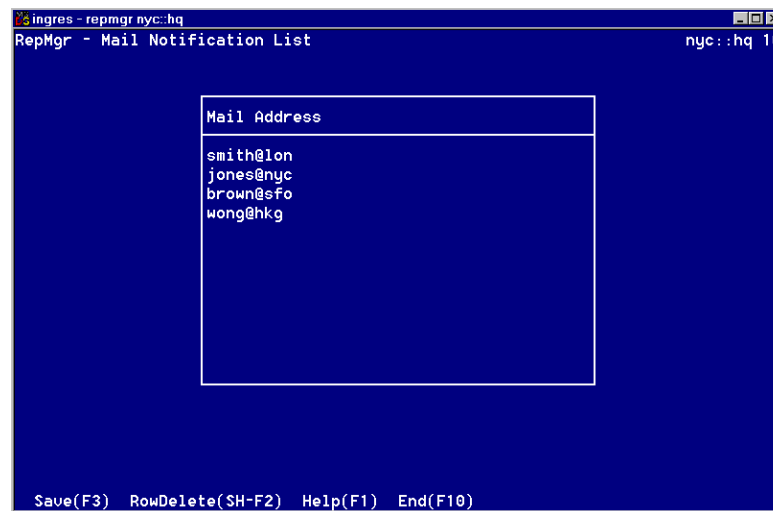 ingres - repmgr nyc::hq
RepMgr - Mail Notification List nyc::hq
Mail Address
smith@lon
jones@nyc
brown@sfo
wong@hkg
Save(F3) RowDelete(SH-F2) Help(F1) End(F10)